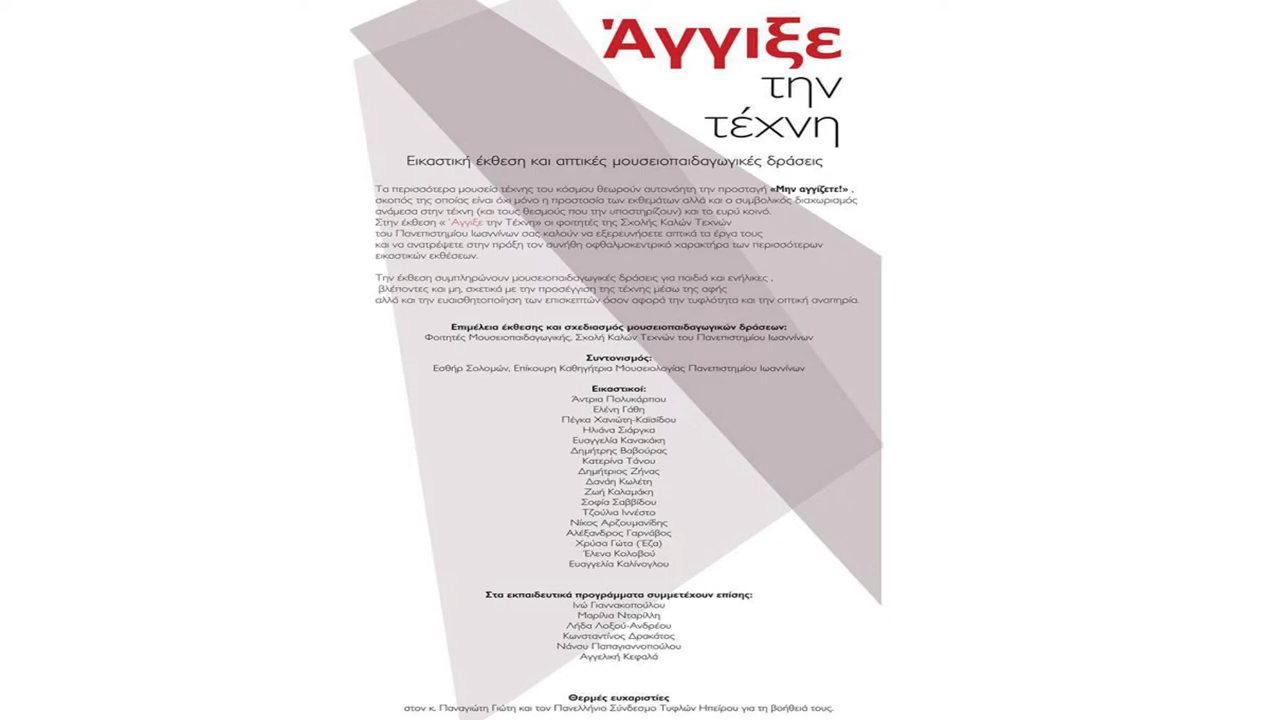 Άγγιξε
την
τέχνη
Εικαστική έκθεση και απτικές μουσειοπαιδαγωγικές δράσεις
Τα περισσότερα μουσεία τέχνης του κόσμου θεωρούν αυτονόητη την προσταγή «Μην αγγίζετε!» ,
σκοπός της οποίας είναι όχι μόνο η προστασία των εκθεμάτων αλλά και ο συμβολικός διαχωρισμός
ανάμεσα στην τέχνη (και τους θεσμούς που την υποστηρίζουν) και το ευρύ κοινό.
Στην έκθεση « Άγγιξε την Τέχνη» οι φοιτητές της Σχολής Καλών Τεχνών
του Πανεπιστημίου Ιωαννίνων σας καλούν να εξερευνήσετε απτικά τα έργα τους
και να ανατρέψετε στην πράξη τον συνήθη οφθαλμοκεντρικό χαρακτήρα των περισσότερων
εικαστικών εκθέσεων.
Την έκθεση συμπληρώνουν μουσειοπαιδαγωγικές δράσεις για παιδιά και ενήλικες ,
βλέποντες και μη, σχετικά με την προσέγγιση της τέχνης μέσω της αφής
αλλά και την ευαισθητοποίηση των επισκεπτών όσον αφορά την τυφλότητα και την οπτική αναπηρία.
Επιμέλεια έκθεσης και σχεδιασμός μουσειοπαιδαγωγικών δράσεων:
Φοιτητές Μουσειοπαιδαγωγικής, Σχολή Καλών Τεχνών του Πανεπιστημίου Ιωαννίνων
Συντονισμός:
Εσθήρ Σολομών, Επίκουρη Καθηγήτρια Μουσειολογίας Πανεπιστημίου Ιωαννίνων
Εικαστικοί:
Άντρια Πολυκάρπου
Ελένη Γάθη
Πέγκα Χανιώτη-Καϊσίδου
Ηλιάνα Σιάργκα
Ευαγγελία Κανακάκη
Δημήτρης Βαβούρας
Κατερίνα Τάνου
Δημήτριος Ζήνας
Δανάη Κωλέτη
Ζωή Καλαμάκη
Σοφία Σαββίδου
Τζούλια Ιννέστο
Νίκος Αρζουμανίδης
Αλέξανδρος Γαρνάβος
Χρύσα Γώτα (Έζα)
Έλενα Κολοβού
Ευαγγελία Καλίνογλου
Στα εκπαιδευτικά προγράμματα συμμετέχουν επίσης:
Ινώ Γιαννακοπούλου
Μαρίλια Νταρίλλη
Λήδα Λοξού-Ανδρέου
Κωνσταντίνος Δρακάτος
Νάνσυ Παπαγιαννοπούλου
Αγγελική Κεφαλά
Θερμές ευχαριστίες
στον κ. Παναγιώτη Γιώτη και τον Πανελλήνιο Σύνδεσμο Τυφλών Ηπείρου για τη βοήθειά τους.